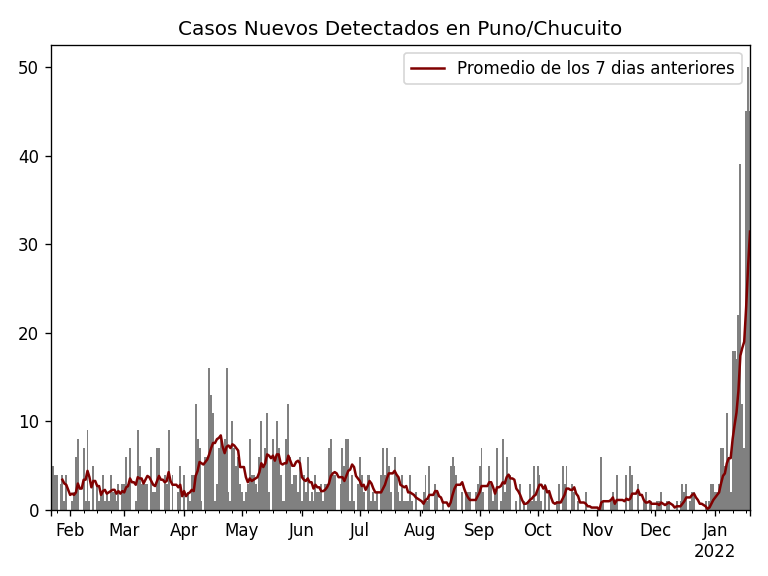 Casos Nuevos Detectados en Puno/Chucuito
Promedio de los 7 dias anteriores
50
40
30
20
10
0
Feb Mar Apr May Jun Jul Aug Sep Oct Nov Dec Jan
2022